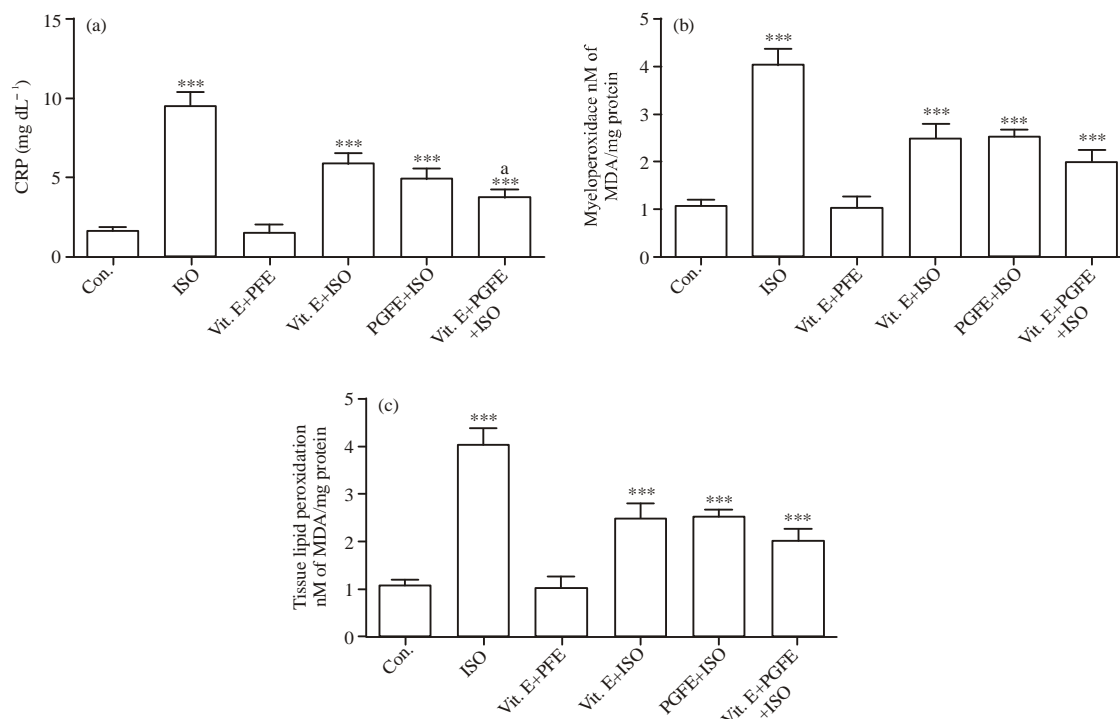 (a)
CRP (mg dL⁻¹)
15
10
5
0
***
***
***
a
***
Con.
ISO
Vit. E+PFE
Vit. E+ISO
PGFE+ISO
Vit. E+PGFE
+ISO
(b)
Myeloperoxidace nM of
MDA/mg protein
5
4
3
2
1
0
***
***
***
***
Con.
ISO
Vit. E+PFE
Vit. E+ISO
PGFE+ISO
Vit. E+PGFE
+ISO
(c)
Tissue lipid peroxidation
nM of MDA/mg protein
5
4
3
2
1
0
***
***
***
***
Con.
ISO
Vit. E+PFE
Vit. E+ISO
PGFE+ISO
Vit. E+PGFE
+ISO